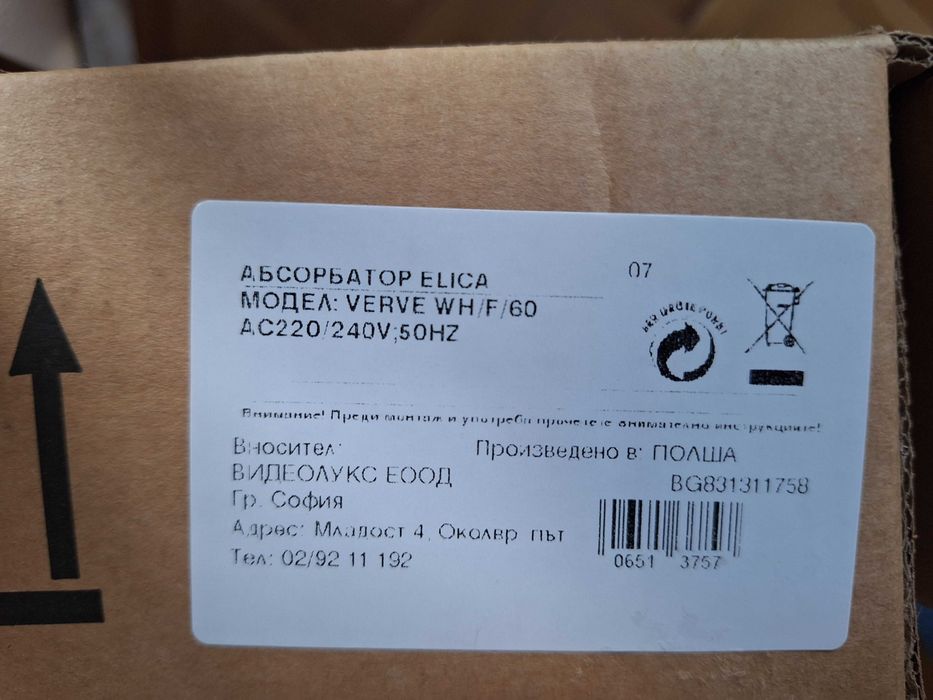 АБСОРБАТОР ELICA
МОДЕЛ: VERVE WH/F/60
AC220/240V;50HZ
07
Внимание! Преди монтаж и употреба прочетете внимателно инструкциите!
Вносител:
ВИДЕОЛУКС ЕООД
Гр. София
Адрес: Младост 4, Околвр. път
Тел: 02/92 11 192
Произведено в: ПОЛША
BG831311758
0651 3757